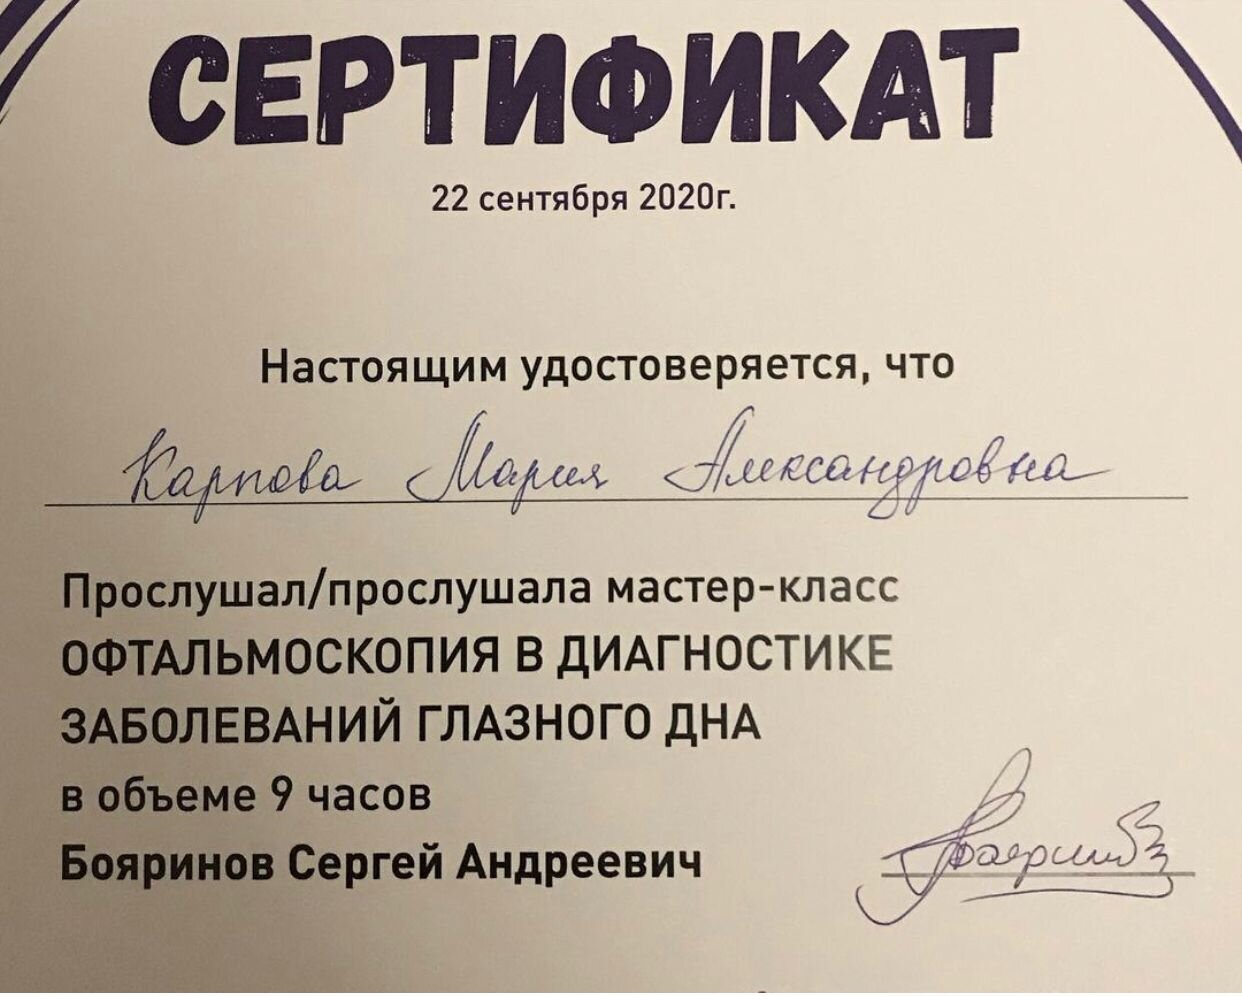 СЕРТИФИКАТ
22 сентября 2020г.
Настоящим удостоверяется, что
Карпова Мария Александровна
Прослушал/прослушала мастер-класс
ОФТАЛЬМОСКОПИЯ В ДИАГНОСТИКЕ
ЗАБОЛЕВАНИЙ ГЛАЗНОГО ДНА
в объеме 9 часов
Бояринов Сергей Андреевич